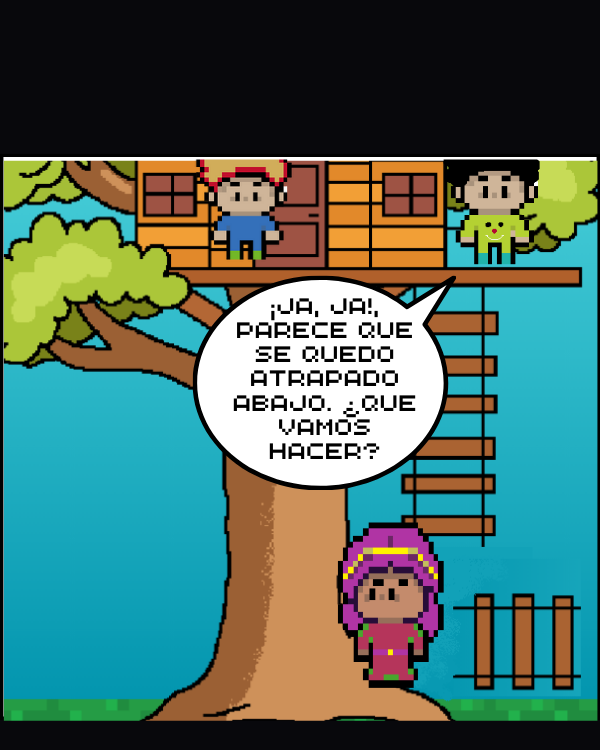 ¡JA, JA!,
PARECE QUE
SE QUEDO
ATRAPADO
ABAJO. ¿QUE
VAMOS
HACER?